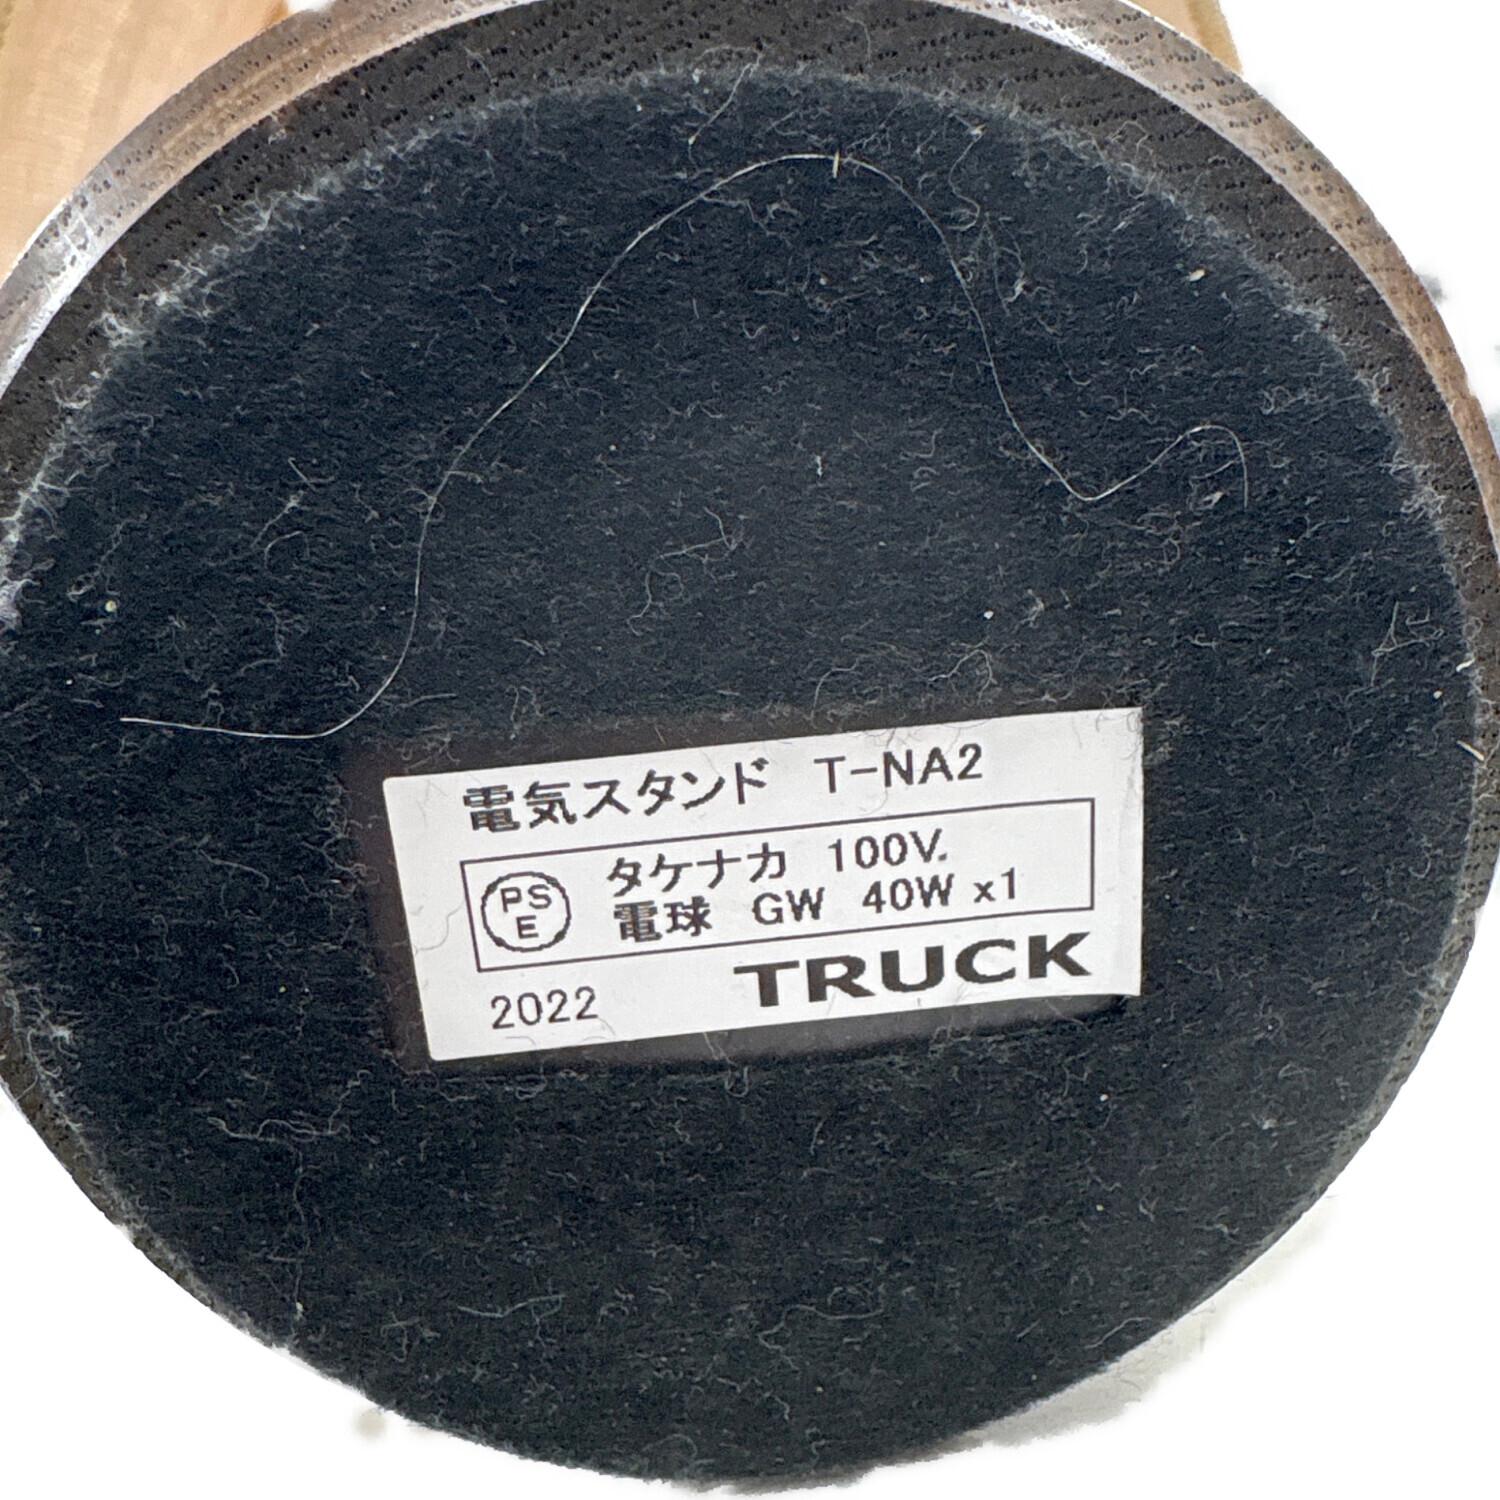 電気スタンド T-NA2
PS
E
タケナカ 100V.
電球 GW 40W x1
2022
TRUCK